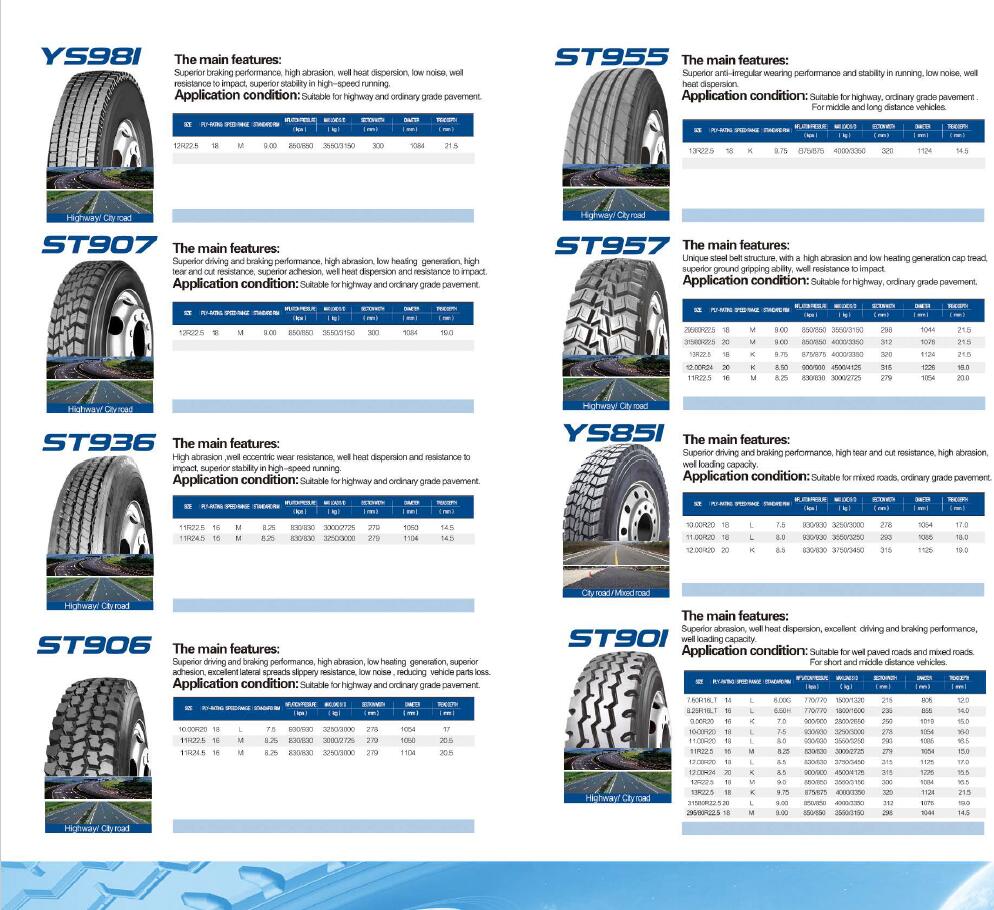 YS981
The main features:
Superior braking performance, high abrasion, well heat dispersion, low noise, well
resistance to impact, superior stability in high-speed running.
Application condition: Suitable for highway and ordinary grade pavement.
SIZE PLY-RATING SPEED RANGE STANDARD RIM INFLATION PRESSURE (kpa) MAX LOAD S/D (kg) SECTION WIDTH (mm) DIAMETER (mm) TREAD DEPTH (mm)
12R22.5 18 M 9.00 850/850 3550/3150 300 1084 21.5
Highway/ City road
ST907
The main features:
Superior driving and braking performance, high abrasion, low heating generation, high
tear and cut resistance, superior adhesion, well heat dispersion and resistance to impact.
Application condition: Suitable for highway and ordinary grade pavement.
SIZE PLY-RATING SPEED RANGE STANDARD RIM INFLATION PRESSURE (kpa) MAX LOAD S/D (kg) SECTION WIDTH (mm) DIAMETER (mm) TREAD DEPTH (mm)
12R22.5 18 M 9.00 850/850 3550/3150 300 1084 19.0
Highway/ City road
ST936
The main features:
High abrasion ,well eccentric wear resistance, well heat dispersion and resistance to
impact, superior stability in high-speed running.
Application condition: Suitable for highway and ordinary grade pavement.
SIZE PLY-RATING SPEED RANGE STANDARD RIM INFLATION PRESSURE (kpa) MAX LOAD S/D (kg) SECTION WIDTH (mm) DIAMETER (mm) TREAD DEPTH (mm)
11R22.5 16 M 8.25 830/830 3000/2725 279 1050 14.5
11R24.5 16 M 8.25 830/830 3250/3000 279 1104 14.5
Highway/ City road
ST906
The main features:
Superior driving and braking performance, high abrasion, low heating generation, superior
adhesion, excellent lateral spreads slippery resistance, low noise , reducing vehicle parts loss.
Application condition: Suitable for highway and ordinary grade pavement.
SIZE PLY-RATING SPEED RANGE STANDARD RIM INFLATION PRESSURE (kpa) MAX LOAD S/D (kg) SECTION WIDTH (mm) DIAMETER (mm) TREAD DEPTH (mm)
10.00R20 18 L 7.5 930/930 3250/3000 278 1054 17
11R22.5 16 M 8.25 830/830 3000/2725 279 1050 20.5
11R24.5 16 M 8.25 830/830 3250/3000 279 1104 20.5
Highway/ City road
ST955
The main features:
Superior anti-irregular wearing performance and stability in running, low noise, well
heat dispersion.
Application condition: Suitable for highway, ordinary grade pavement .
For middle and long distance vehicles.
SIZE PLY-RATING SPEED RANGE STANDARD RIM INFLATION PRESSURE (kpa) MAX LOAD S/D (kg) SECTION WIDTH (mm) DIAMETER (mm) TREAD DEPTH (mm)
13R22.5 18 K 9.75 875/875 4000/3350 320 1124 14.5
Highway/ City road
ST957
The main features:
Unique steel belt structure, with a high abrasion and low heating generation cap tread,
superior ground gripping ability, well resistance to impact.
Application condition: Suitable for highway, ordinary grade pavement.
SIZE PLY-RATING SPEED RANGE STANDARD RIM INFLATION PRESSURE (kpa) MAX LOAD S/D (kg) SECTION WIDTH (mm) DIAMETER (mm) TREAD DEPTH (mm)
295/80R22.5 18 M 9.00 850/850 3550/3150 298 1044 21.5
315/80R22.5 20 M 9.00 850/850 4000/3350 312 1076 21.5
13R22.5 18 K 9.75 875/875 4000/3350 320 1124 21.5
12.00R24 20 K 8.50 900/900 4500/4125 315 1226 16.0
11R22.5 16 M 8.25 830/830 3000/2725 279 1054 20.0
Highway/ City road
YS851
The main features:
Superior driving and braking performance, high tear and cut resistance, high abrasion,
well loading capacity.
Application condition: Suitable for mixed roads, ordinary grade pavement.
SIZE PLY-RATING SPEED RANGE STANDARD RIM INFLATION PRESSURE (kpa) MAX LOAD S/D (kg) SECTION WIDTH (mm) DIAMETER (mm) TREAD DEPTH (mm)
10.00R20 18 L 7.5 930/930 3250/3000 278 1054 17.0
11.00R20 18 L 8.0 930/930 3550/3250 293 1085 18.0
12.00R20 20 K 8.5 830/830 3750/3450 315 1125 19.0
City road / Mixed road
ST901
The main features:
Superior abrasion, well heat dispersion, excellent driving and braking performance,
well loading capacity.
Application condition: Suitable for well paved roads and mixed roads.
For short and middle distance vehicles.
SIZE PLY-RATING SPEED RANGE STANDARD RIM INFLATION PRESSURE (kpa) MAX LOAD S/D (kg) SECTION WIDTH (mm) DIAMETER (mm) TREAD DEPTH (mm)
7.50R16LT 14 L 6.00G 770/770 1500/1320 215 805 12.0
8.25R16LT 16 L 6.50H 770/770 1800/1600 235 855 14.0
9.00R20 16 K 7.0 900/900 2800/2650 259 1019 15.0
10.00R20 18 L 7.5 930/930 3250/3000 278 1054 16.0
11.00R20 18 L 8.0 930/930 3550/3250 293 1085 16.5
11R22.5 16 M 8.25 830/830 3000/2725 279 1054 15.0
12.00R20 18 L 8.5 830/830 3750/3450 315 1125 17.0
12.00R24 20 K 8.5 900/900 4500/4125 315 1226 15.5
12R22.5 18 M 9.0 850/850 3550/3150 300 1084 16.5
13R22.5 18 K 9.75 875/875 4000/3350 320 1124 21.5
315/80R22.5 20 L 9.00 850/850 4000/3350 312 1076 19.0
295/80R22.5 18 M 9.00 850/850 3550/3150 298 1044 14.5
Highway/ City road